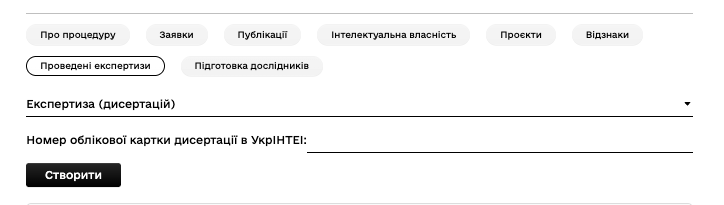 Про процедуру Заявки Публікації Інтелектуальна власність Проєкти Відзнаки
Проведені експертизи Підготовка дослідників
Експертиза (дисертацій)
Номер облікової картки дисертації в УкрІНТЕІ:
Створити